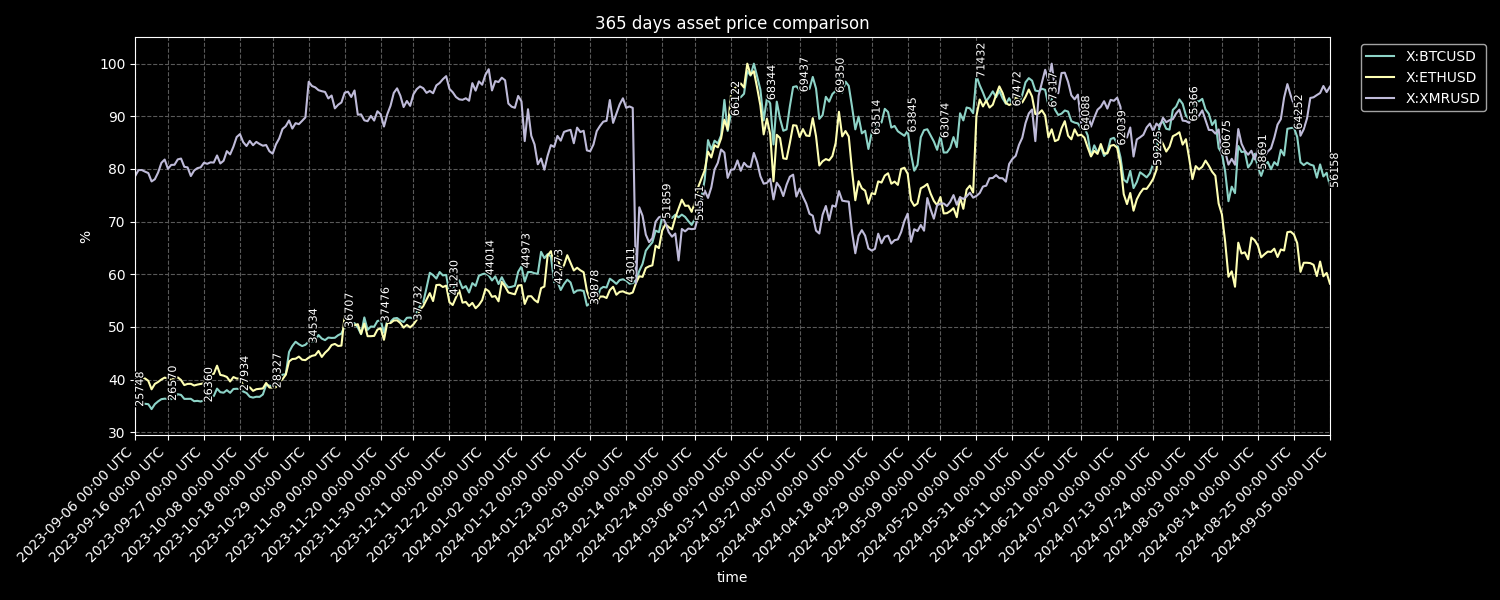 365 days asset price comparison
X:BTCUSD
X:ETHUSD
X:XMRUSD
%
100
90
80
70
60
50
40
30
25748
26570
26360
27934
28327
34534
36707
37476
37732
41230
44014
44973
42773
39878
43011
51859
51571
66122
68344
69437
69350
63514
63845
63074
71432
67472
67317
64088
62039
59225
65366
60675
58691
64252
56158
2023-09-06 00:00 UTC
2023-09-16 00:00 UTC
2023-09-27 00:00 UTC
2023-10-08 00:00 UTC
2023-10-18 00:00 UTC
2023-10-29 00:00 UTC
2023-11-09 00:00 UTC
2023-11-20 00:00 UTC
2023-11-30 00:00 UTC
2023-12-11 00:00 UTC
2023-12-22 00:00 UTC
2024-01-02 00:00 UTC
2024-01-12 00:00 UTC
2024-01-23 00:00 UTC
2024-02-03 00:00 UTC
2024-02-14 00:00 UTC
2024-02-24 00:00 UTC
2024-03-06 00:00 UTC
2024-03-17 00:00 UTC
2024-03-27 00:00 UTC
2024-04-07 00:00 UTC
2024-04-18 00:00 UTC
2024-04-29 00:00 UTC
2024-05-09 00:00 UTC
2024-05-20 00:00 UTC
2024-05-31 00:00 UTC
2024-06-11 00:00 UTC
2024-06-21 00:00 UTC
2024-07-02 00:00 UTC
2024-07-13 00:00 UTC
2024-07-24 00:00 UTC
2024-08-03 00:00 UTC
2024-08-14 00:00 UTC
2024-08-25 00:00 UTC
2024-09-05 00:00 UTC
time